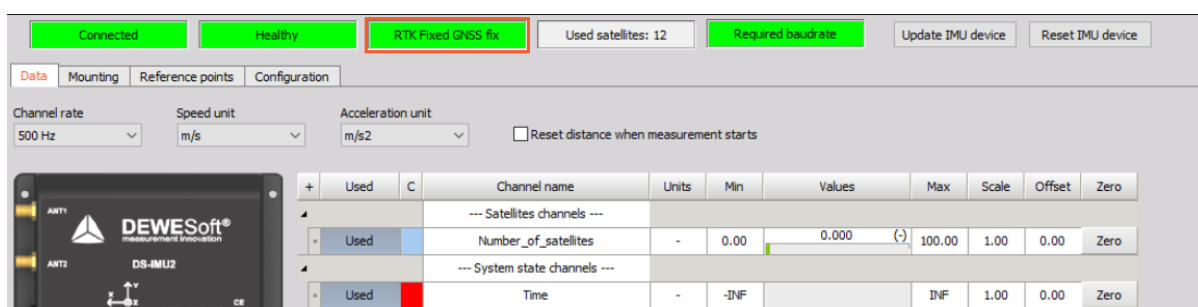 Connected Healthy RTK Fixed GNSS fix Used satellites: 12 Required baudrate Update IMU device Reset IMU device
Data Mounting Reference points Configuration
Channel rate Speed unit Acceleration unit
500 Hz m/s m/s2 Reset distance when measurement starts
+ Used C Channel name Units Min Values Max Scale Offset Zero
ANT1 DEWESoft® --- Satellites channels ---
measurement innovation
Used Number_of_satellites - 0.00 0.000 (-) 100.00 1.00 0.00 Zero
ANT2 DS-IMU2 --- System state channels ---
Y
X Z CE Used Time - -INF INF 1.00 0.00 Zero